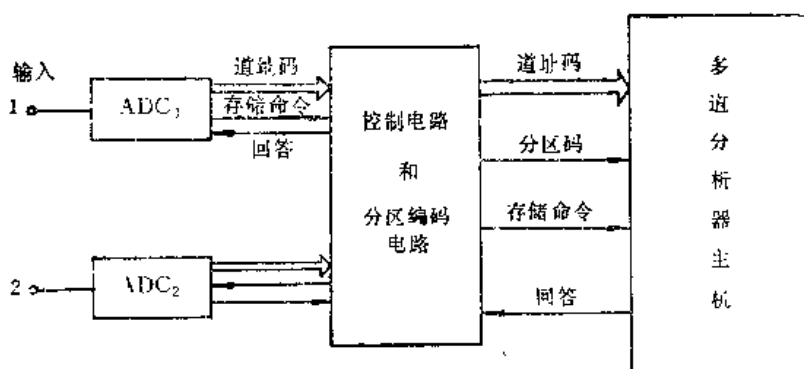 输入
1
ADC₁
道址码
存储命令
回答
2
ADC₂
控制电路
和
分区编码
电路
道址码
分区码
存储命令
回答
多道分析器主机